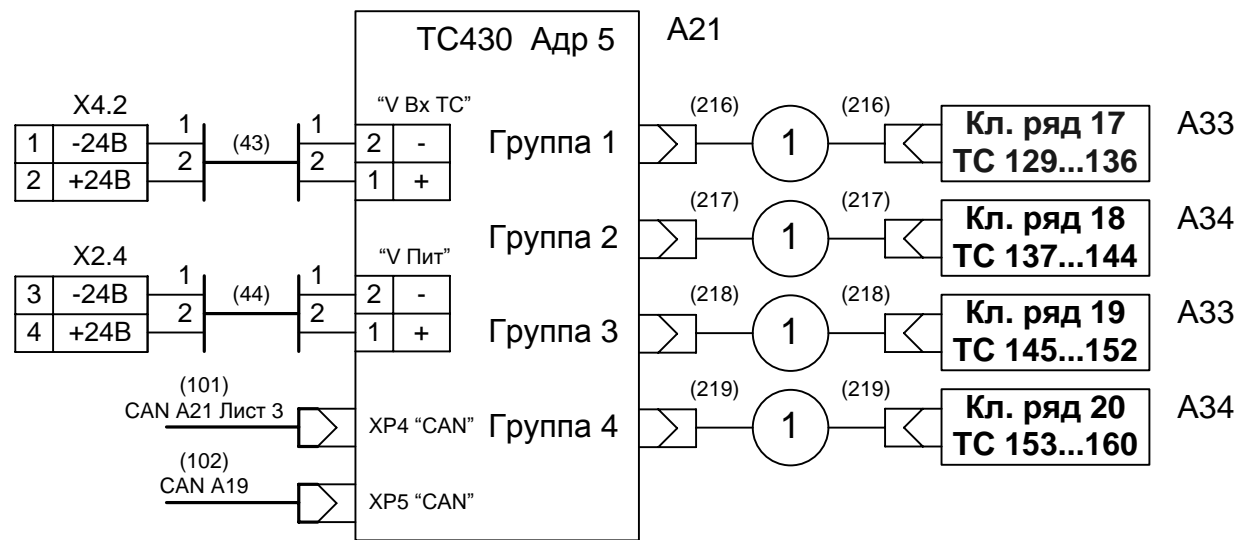 ТС430 Адр 5
А21
X4.2
1 -24В
2 +24В
1
2
(43)
1
2
“V Вх ТС”
2 -
1 +
Группа 1
(216)
1
(216)
Кл. ряд 17
ТС 129...136
А33
Группа 2
(217)
1
(217)
Кл. ряд 18
ТС 137...144
А34
X2.4
3 -24В
4 +24В
1
2
(44)
1
2
“V Пит”
2 -
1 +
Группа 3
(218)
1
(218)
Кл. ряд 19
ТС 145...152
А33
(101)
CAN A21 Лист 3
XP4 “CAN”
Группа 4
(219)
1
(219)
Кл. ряд 20
ТС 153...160
А34
(102)
CAN A19
XP5 “CAN”